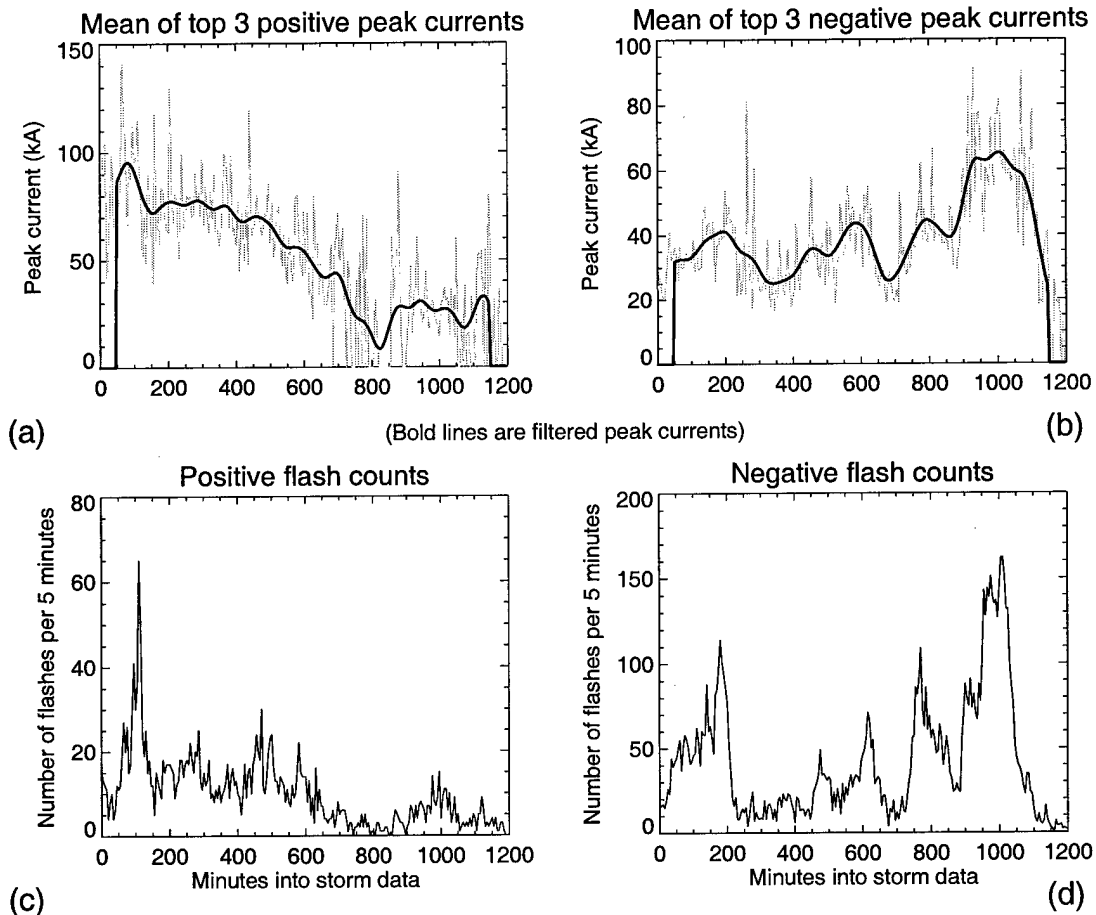 Mean of top 3 positive peak currents
150
100
50
0
Peak current (kA)
0 200 400 600 800 1000 1200
(a)
Mean of top 3 negative peak currents
100
80
60
40
20
0
Peak current (kA)
0 200 400 600 800 1000 1200
(b)
(Bold lines are filtered peak currents)
Positive flash counts
80
60
40
20
0
Number of flashes per 5 minutes
0 200 400 600 800 1000 1200
Minutes into storm data
(c)
Negative flash counts
200
150
100
50
0
Number of flashes per 5 minutes
0 200 400 600 800 1000 1200
Minutes into storm data
(d)